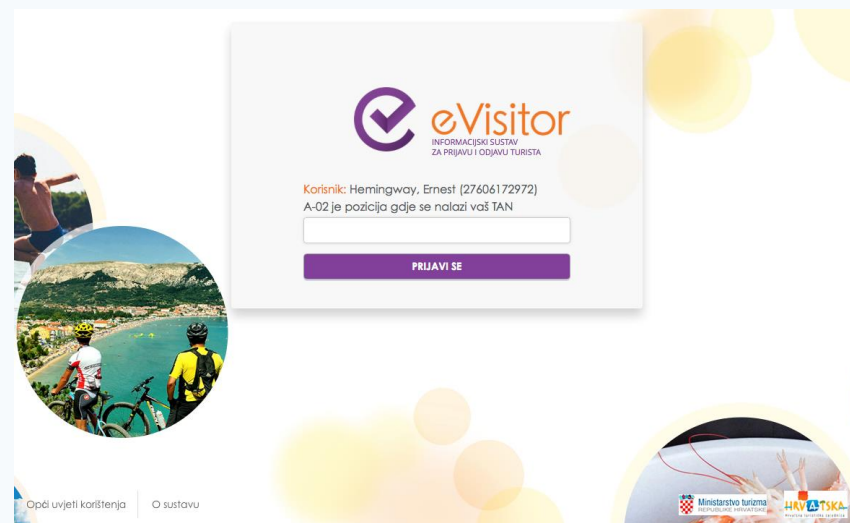 eVisitor
INFORMACIJSKI SUSTAV
ZA PRIJAVU I ODJAVU TURISTA
Korisnik: Hemingway, Ernest (27606172972)
A-02 je pozicija gdje se nalazi vaš TAN
PRIJAVI SE
Opći uvjeti korištenja
O sustavu
Ministarstvo turizma
REPUBLIKE HRVATSKE
HRVATSKA